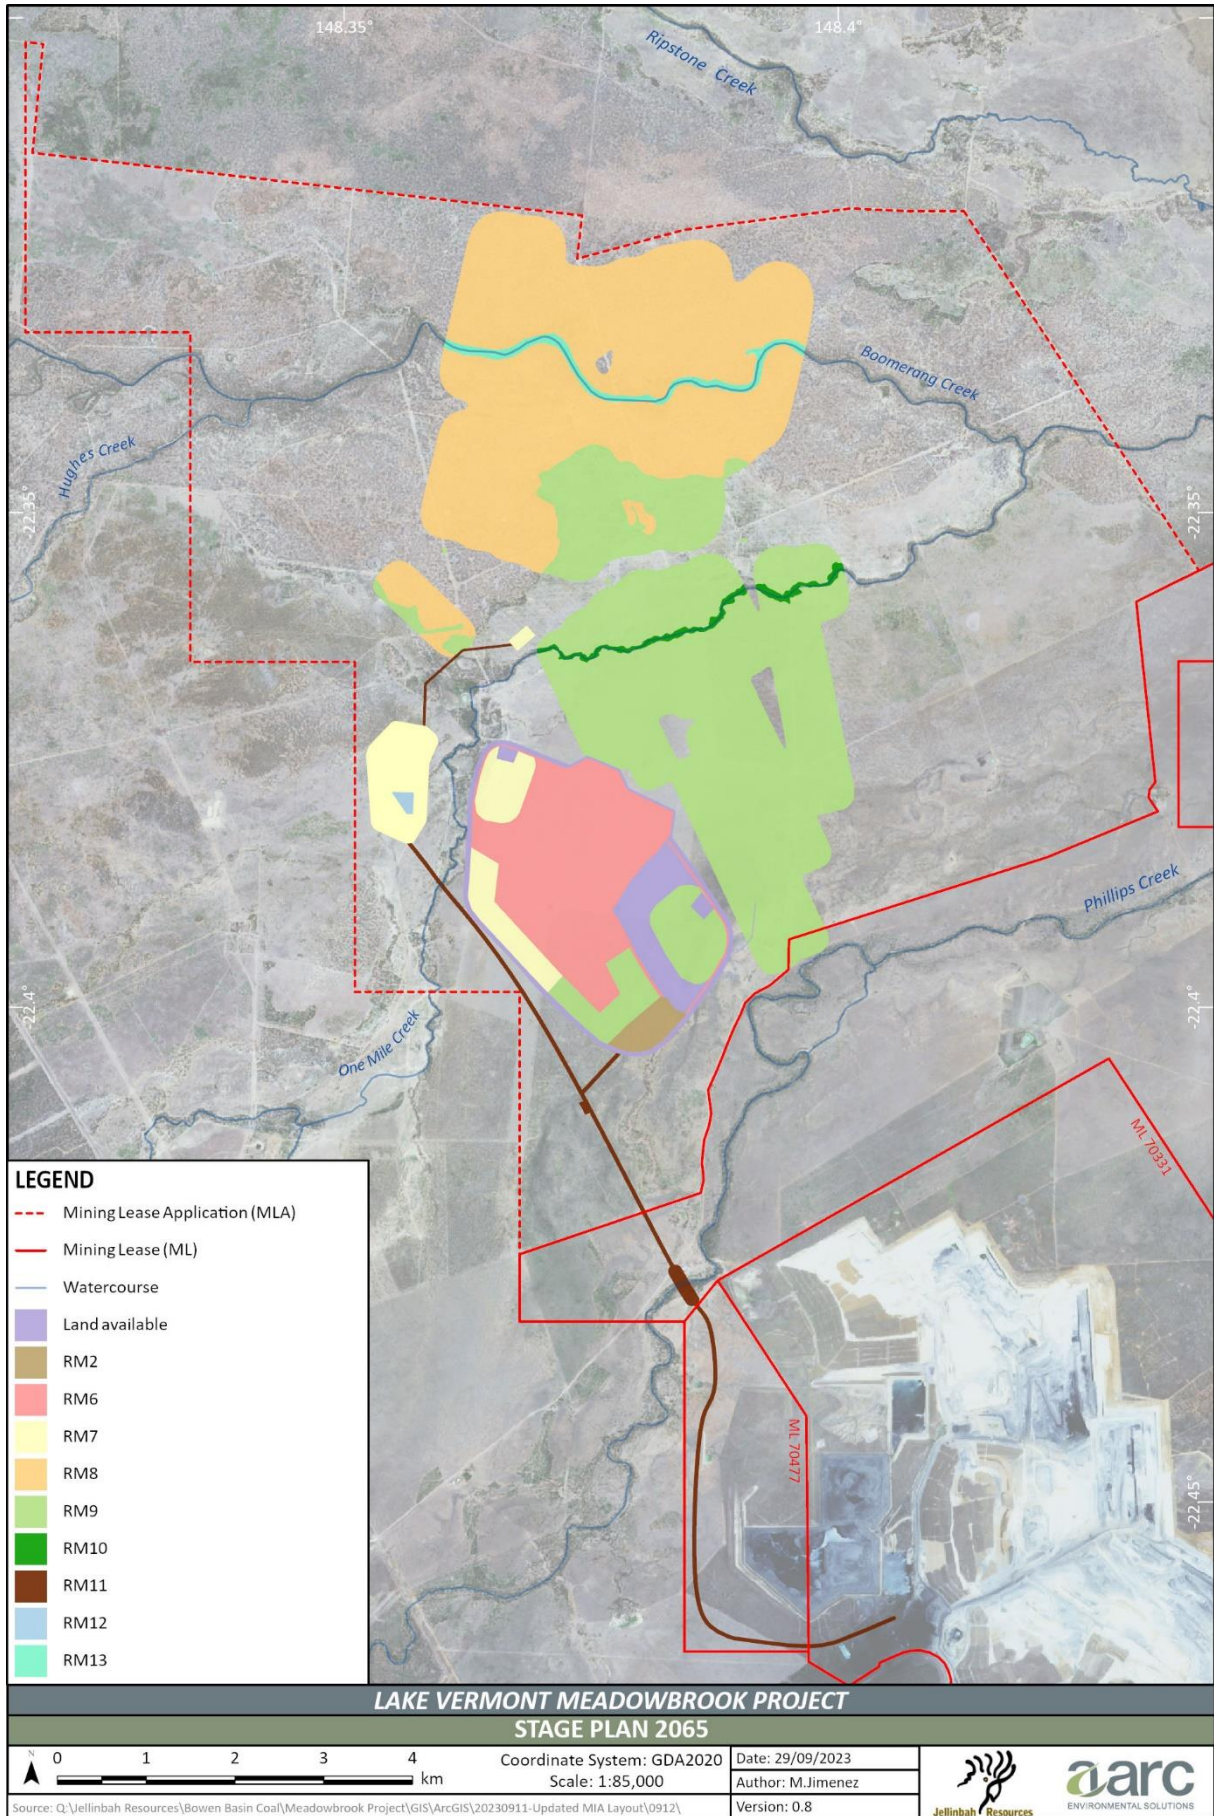 148.35°
148.4°
Ripstone Creek
Boomerang Creek
Hughes Creek
-22.35°
-22.35°
Phillips Creek
-22.4°
-22.4°
One Mile Creek
ML 70331
ML 70477
-22.45°
LEGEND
Mining Lease Application (MLA)
Mining Lease (ML)
Watercourse
Land available
RM2
RM6
RM7
RM8
RM9
RM10
RM11
RM12
RM13
LAKE VERMONT MEADOWBROOK PROJECT
STAGE PLAN 2065
N
0 1 2 3 4
km
Coordinate System: GDA2020
Scale: 1:85,000
Date: 29/09/2023
Author: M.Jimenez
Version: 0.8
Source: Q:\Jellinbah Resources\Bowen Basin Coal\Meadowbrook Project\GIS\ArcGIS\20230911-Updated MIA Layout\0912\
Jellinbah Resources
aarc
ENVIRONMENTAL SOLUTIONS